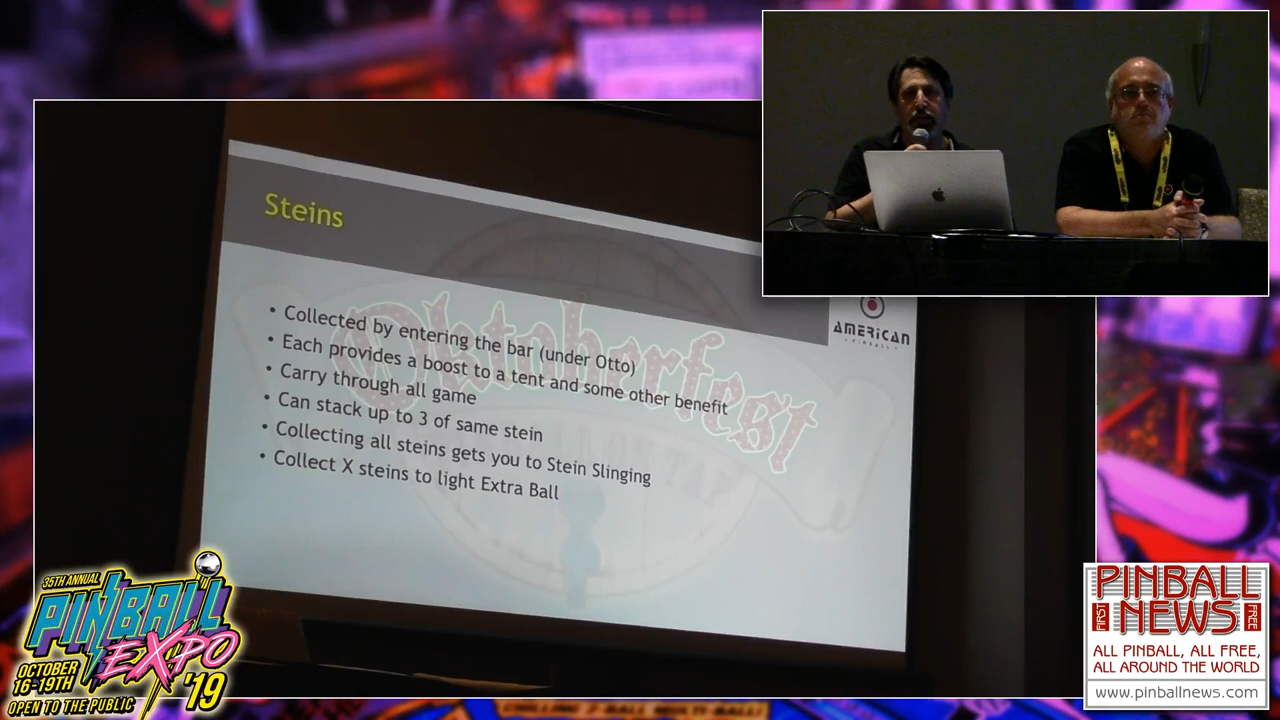 Steins
• Collected by entering the bar (under Otto)
• Each provides a boost to a tent and some other benefit
• Carry through all game
• Can stack up to 3 of same stein
• Collecting all steins gets you to Stein Slinging
• Collect X steins to light Extra Ball
Oktoberfest
ON TAP
AMERICAN
PINBALL
35TH ANNUAL
PINBALL
EXPO
OCTOBER
16-19TH
'19
OPEN TO THE PUBLIC
PINBALL
FIRST
NEWS
FREE
ALL PINBALL, ALL FREE,
ALL AROUND THE WORLD
www.pinballnews.com